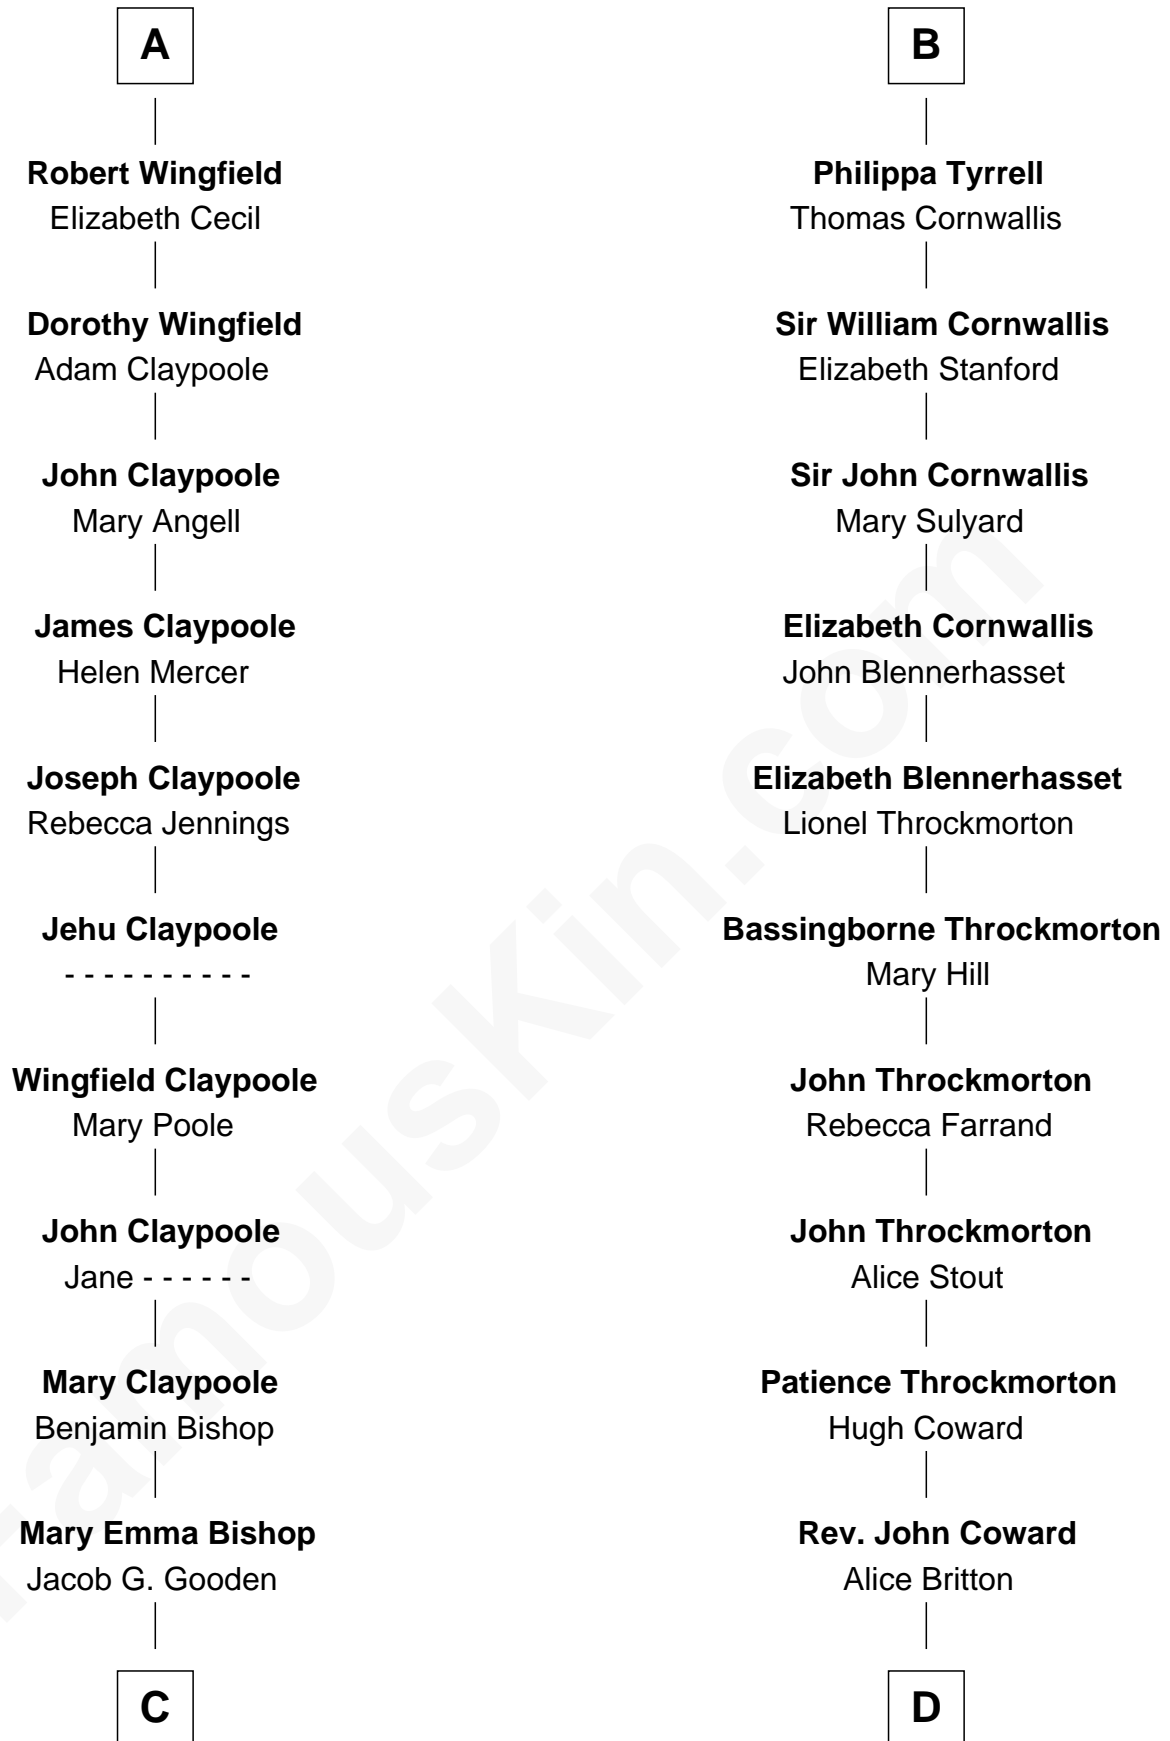 A
Robert Wingfield
Elizabeth Cecil
Dorothy Wingfield
Adam Claypoole
John Claypoole
Mary Angell
James Claypoole
Helen Mercer
Joseph Claypoole
Rebecca Jennings
Jehu Claypoole
- - - - - - - - - -
Wingfield Claypoole
Mary Poole
John Claypoole
Jane - - - - - -
Mary Claypoole
Benjamin Bishop
Mary Emma Bishop
Jacob G. Gooden
C
B
Philippa Tyrrell
Thomas Cornwallis
Sir William Cornwallis
Elizabeth Stanford
Sir John Cornwallis
Mary Sulyard
Elizabeth Cornwallis
John Blennerhasset
Elizabeth Blennerhasset
Lionel Throckmorton
Bassingborne Throckmorton
Mary Hill
John Throckmorton
Rebecca Farrand
John Throckmorton
Alice Stout
Patience Throckmorton
Hugh Coward
Rev. John Coward
Alice Britton
D
FamousKin.com